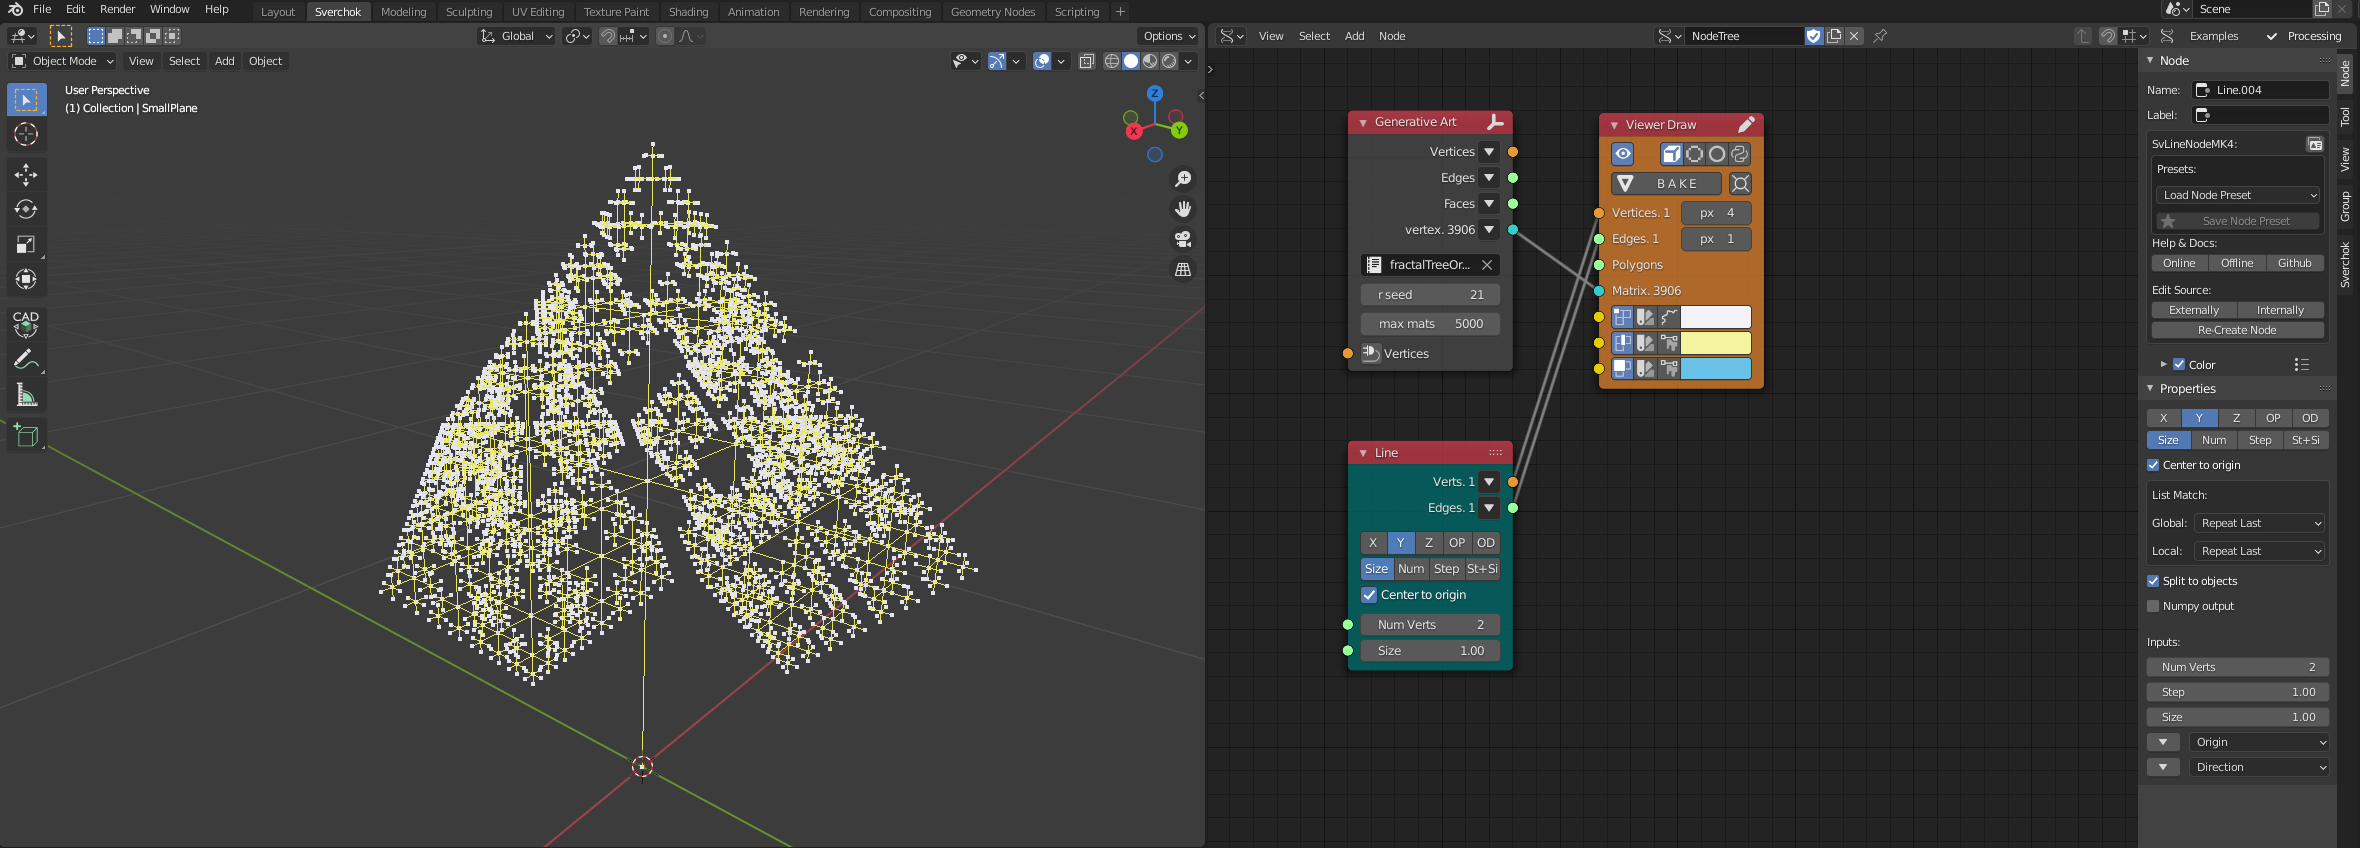 File Edit Render Window Help Layout Sverchok Modeling Sculpting UV Editing Texture Paint Shading Animation Rendering Compositing Geometry Nodes Scripting + Scene
Global Options
View Select Add Node NodeTree Examples Processing
Object Mode View Select Add Object
User Perspective
(1) Collection | SmallPlane
Z
X
Y
CAD
Generative Art
Vertices
Edges
Faces
vertex. 3906
fractalTreeOr...
r seed 21
max mats 5000
Vertices
Viewer Draw
BAKE
Vertices. 1 px 4
Edges. 1 px 1
Polygons
Matrix. 3906
Line
Verts. 1
Edges. 1
X Y Z OP OD
Size Num Step St+Si
Center to origin
Num Verts 2
Size 1.00
Node
Name: Line.004
Label:
SvLineNodeMK4:
Presets:
Load Node Preset
Save Node Preset
Help & Docs:
Online Offline Github
Edit Source:
Externally Internally
Re-Create Node
Color
Properties
X Y Z OP OD
Size Num Step St+Si
Center to origin
List Match:
Global: Repeat Last
Local: Repeat Last
Split to objects
Numpy output
Inputs:
Num Verts 2
Step 1.00
Size 1.00
Origin
Direction
Node
Tool
View
Group
Sverchok